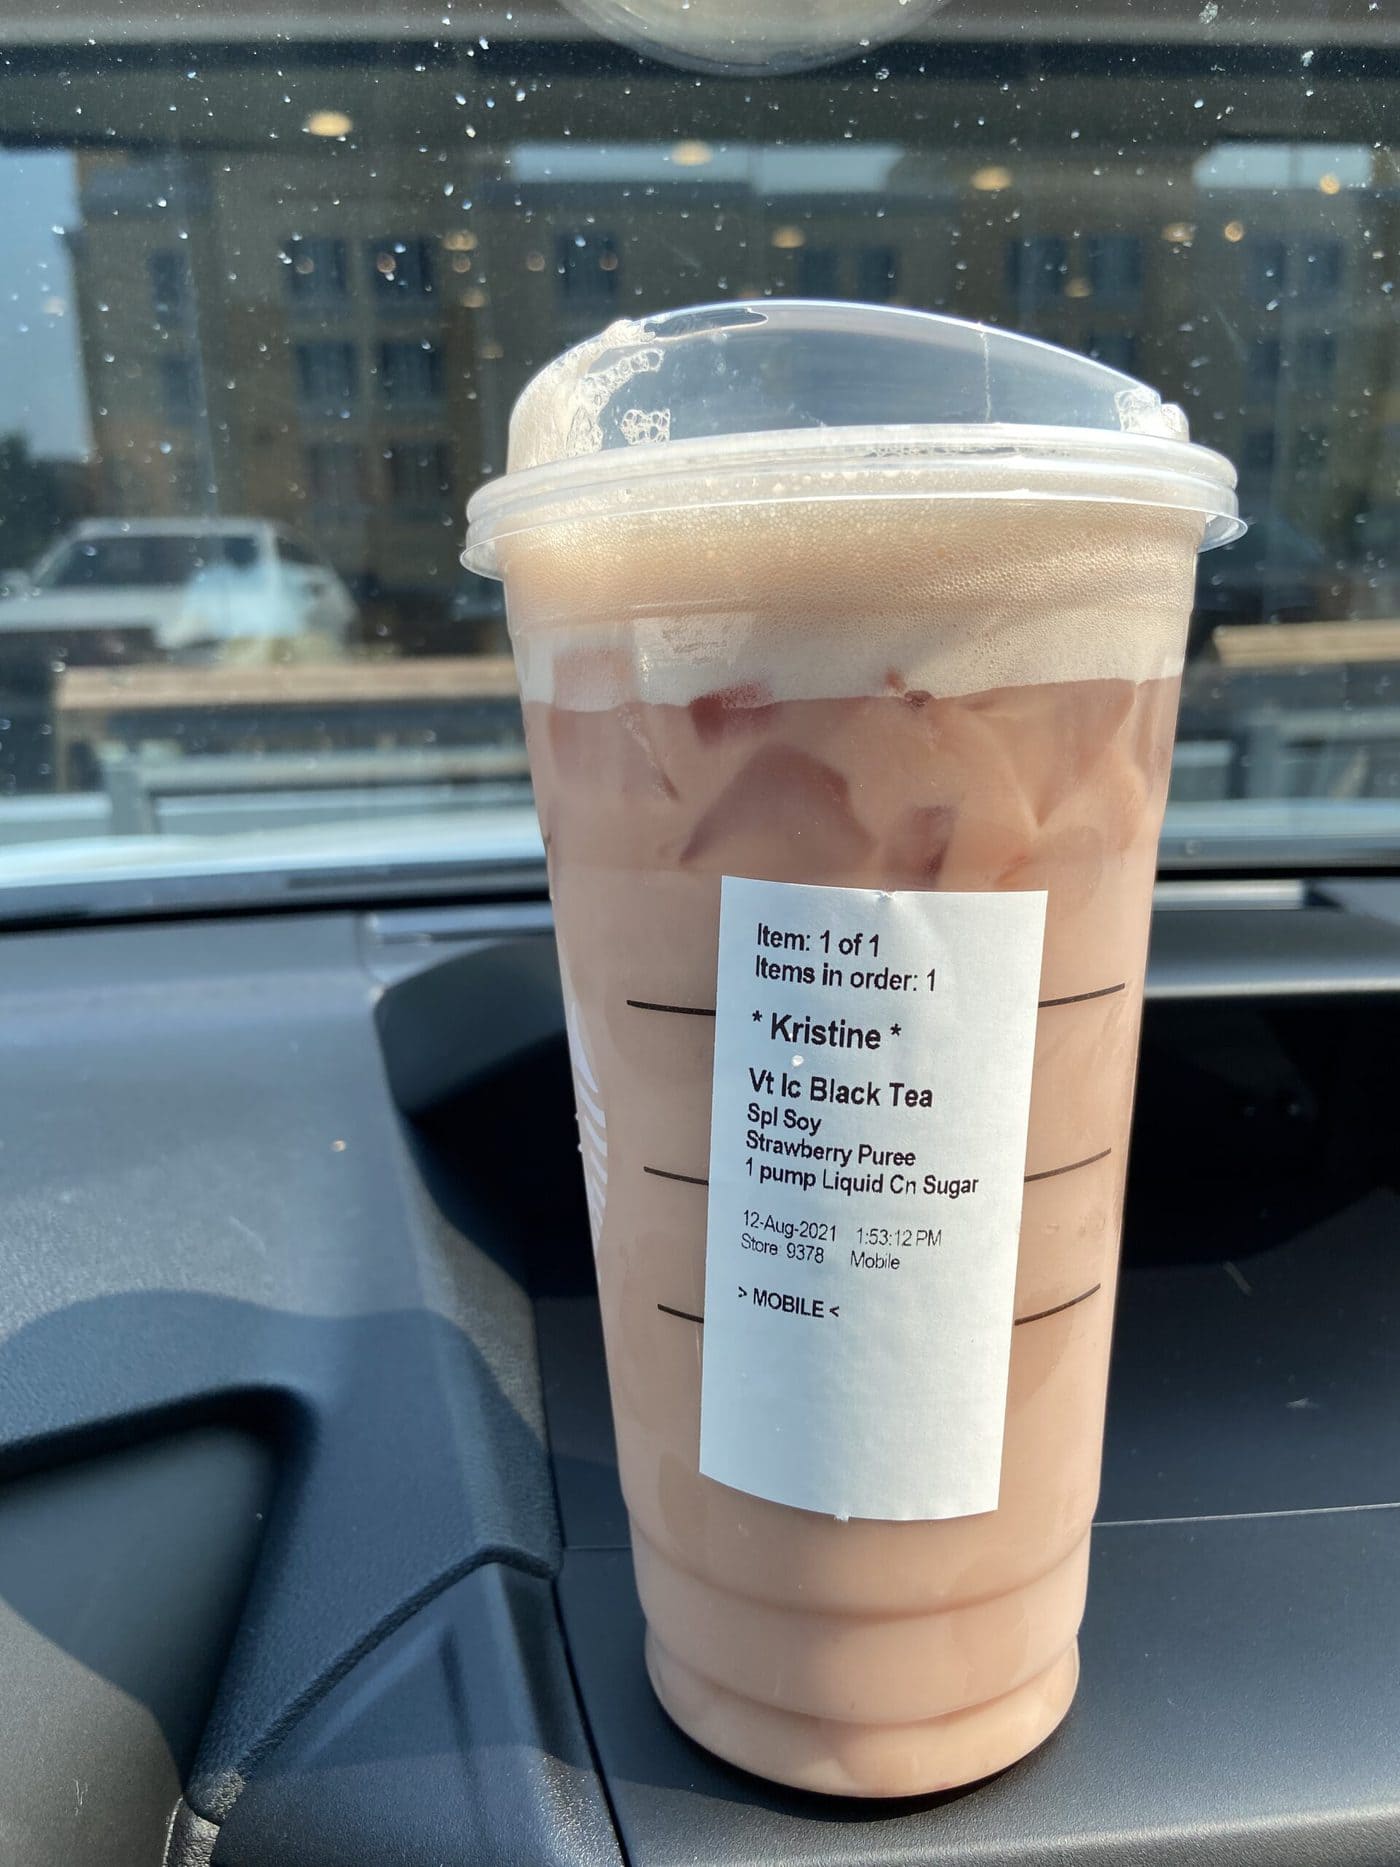 Item: 1 of 1
Items in order: 1
* Kristine *
Vt Ic Black Tea
Spl Soy
Strawberry Puree
1 pump Liquid Cn Sugar
12-Aug-2021 1:53:12 PM
Store 9378 Mobile
> MOBILE <